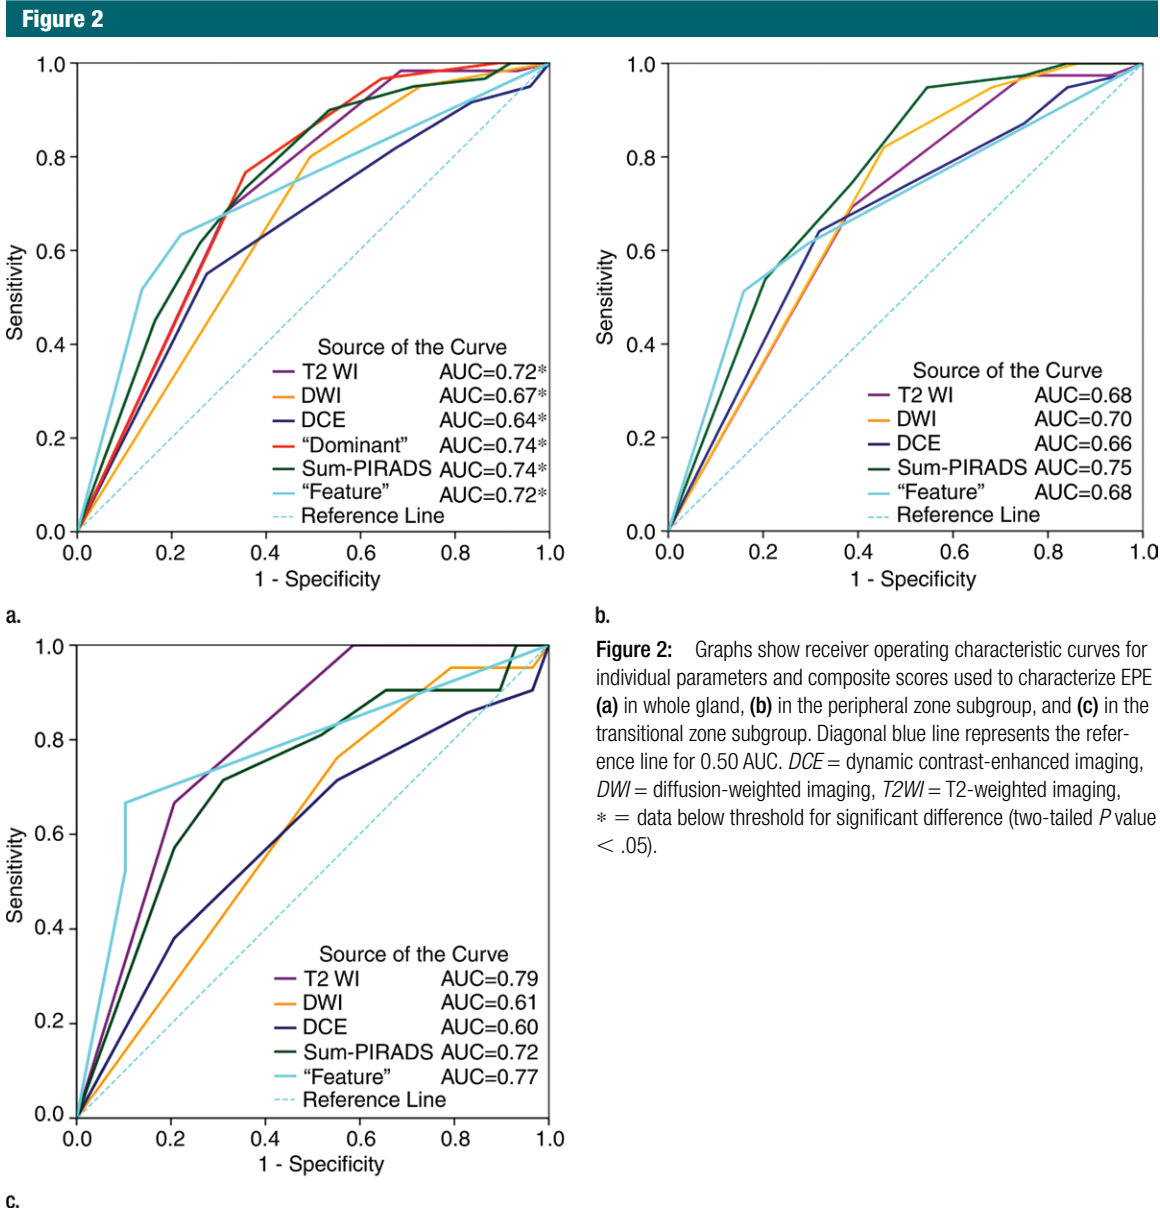 Figure 2
1.0
0.8
0.6
0.4
0.2
0.0
Sensitivity
Source of the Curve
T2 WI AUC=0.72*
DWI AUC=0.67*
DCE AUC=0.64*
“Dominant” AUC=0.74*
Sum-PIRADS AUC=0.74*
“Feature” AUC=0.72*
Reference Line
0.0 0.2 0.4 0.6 0.8 1.0
1 - Specificity
a.
1.0
0.8
0.6
0.4
0.2
0.0
Sensitivity
Source of the Curve
T2 WI AUC=0.68
DWI AUC=0.70
DCE AUC=0.66
Sum-PIRADS AUC=0.75
“Feature” AUC=0.68
Reference Line
0.0 0.2 0.4 0.6 0.8 1.0
1 - Specificity
b.
1.0
0.8
0.6
0.4
0.2
0.0
Sensitivity
Source of the Curve
T2 WI AUC=0.79
DWI AUC=0.61
DCE AUC=0.60
Sum-PIRADS AUC=0.72
“Feature” AUC=0.77
Reference Line
0.0 0.2 0.4 0.6 0.8 1.0
1 - Specificity
c.
Figure 2: Graphs show receiver operating characteristic curves for
individual parameters and composite scores used to characterize EPE
(a) in whole gland, (b) in the peripheral zone subgroup, and (c) in the
transitional zone subgroup. Diagonal blue line represents the refer-
ence line for 0.50 AUC. DCE = dynamic contrast-enhanced imaging,
DWI = diffusion-weighted imaging, T2WI = T2-weighted imaging,
* = data below threshold for significant difference (two-tailed P value
< .05).